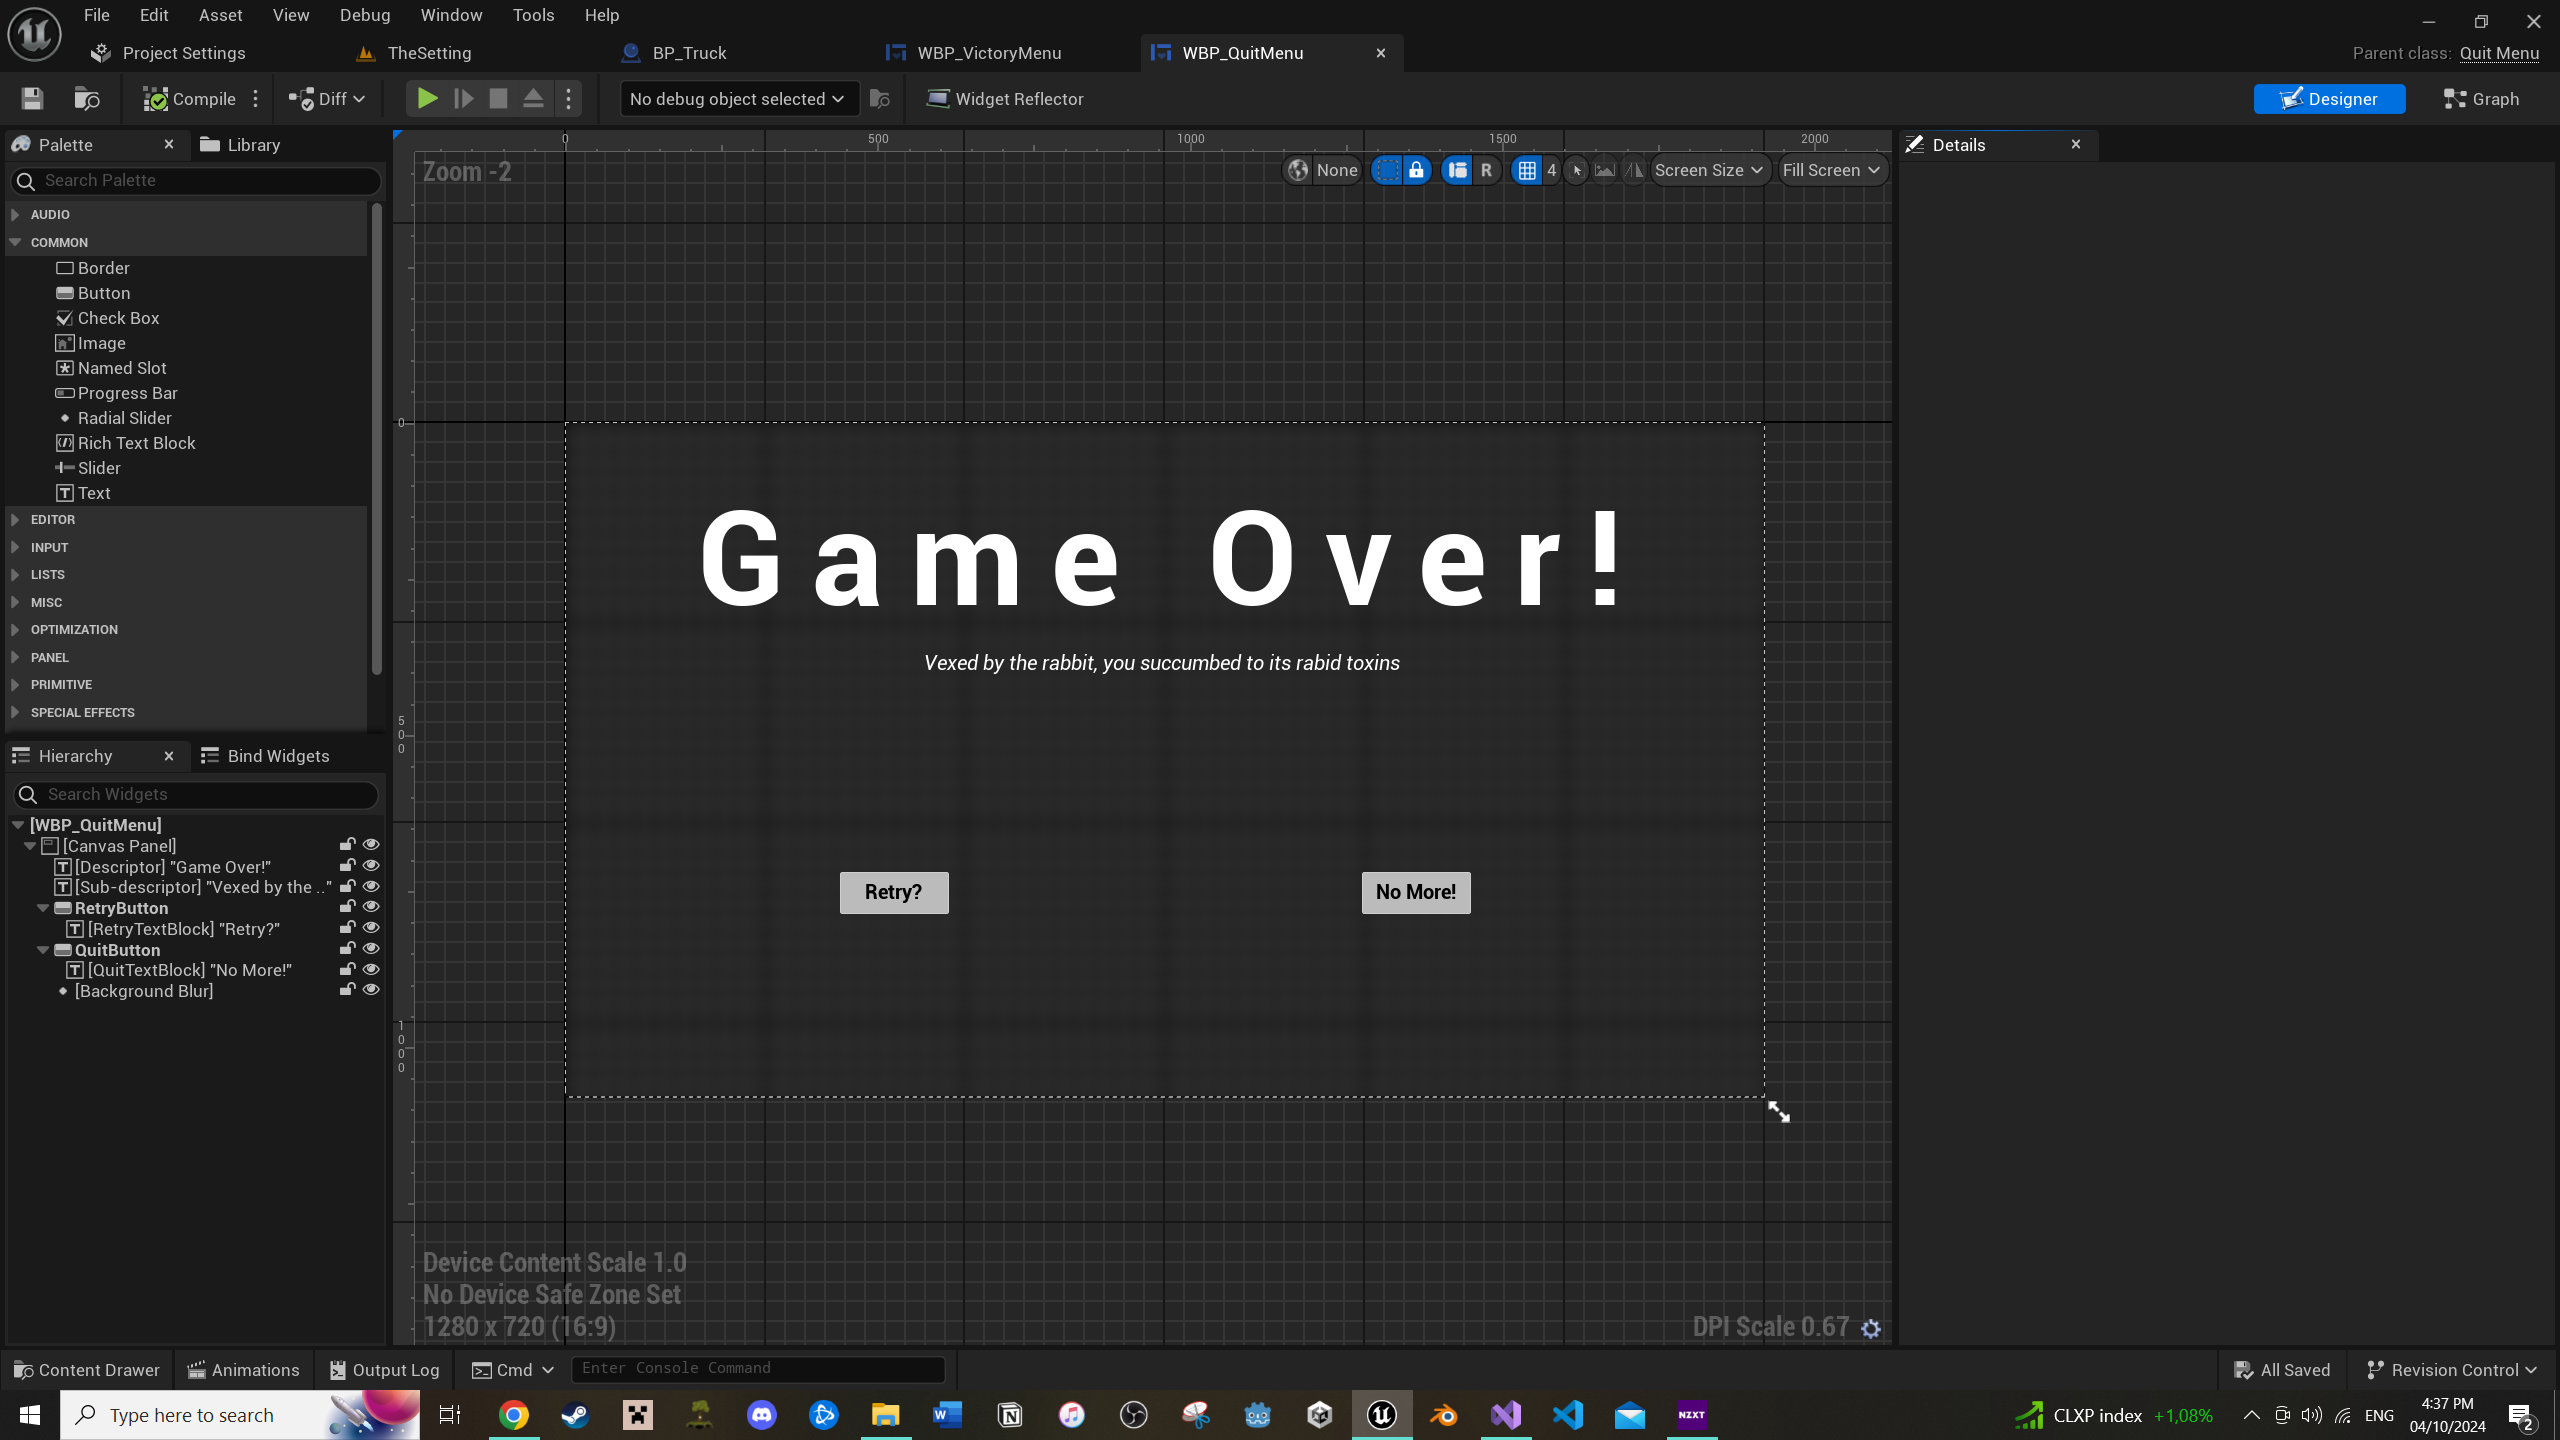 File Edit Asset View Debug Window Tools Help
Project Settings TheSetting BP_Truck WBP_VictoryMenu WBP_QuitMenu Parent class: Quit Menu
Compile Diff No debug object selected Widget Reflector Designer Graph
Palette Library Details
Search Palette
Zoom -2
None R 4 Screen Size Fill Screen
0 500 1000 1500 2000
AUDIO
COMMON
Border
Button
Check Box
Image
Named Slot
Progress Bar
Radial Slider
Rich Text Block
Slider
Text
EDITOR
INPUT
LISTS
MISC
OPTIMIZATION
PANEL
PRIMITIVE
SPECIAL EFFECTS
Hierarchy Bind Widgets
Search Widgets
[WBP_QuitMenu]
[Canvas Panel]
[Descriptor] "Game Over!"
[Sub-descriptor] "Vexed by the .."
RetryButton
[RetryTextBlock] "Retry?"
QuitButton
[QuitTextBlock] "No More!"
[Background Blur]
0
500
1000
Game Over!
Vexed by the rabbit, you succumbed to its rabid toxins
Retry? No More!
Device Content Scale 1.0
No Device Safe Zone Set
1280 x 720 (16:9)
DPI Scale 0.67
Content Drawer Animations Output Log Cmd Enter Console Command All Saved Revision Control
Type here to search
NZXT
CLXP index +1,08% ENG
4:37 PM
04/10/2024
2